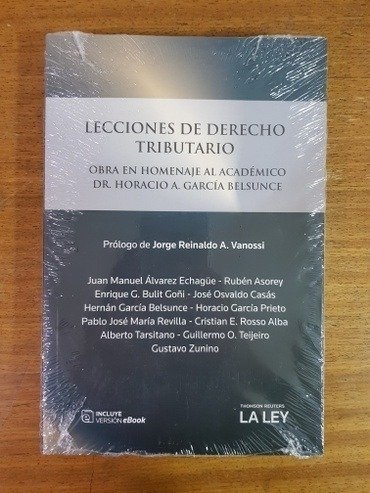 LECCIONES DE DERECHO
TRIBUTARIO
OBRA EN HOMENAJE AL ACADÉMICO
DR. HORACIO A. GARCÍA BELSUNCE
Prólogo de Jorge Reinaldo A. Vanossi
Juan Manuel Álvarez Echagüe - Rubén Asorey
Enrique G. Bulit Goñi - José Osvaldo Casás
Hernán García Belsunce - Horacio García Prieto
Pablo José María Revilla - Cristian E. Rosso Alba
Alberto Tarsitano - Guillermo O. Teijeiro
Gustavo Zunino
INCLUYE
VERSIÓN eBook
THOMSON REUTERS
LA LEY